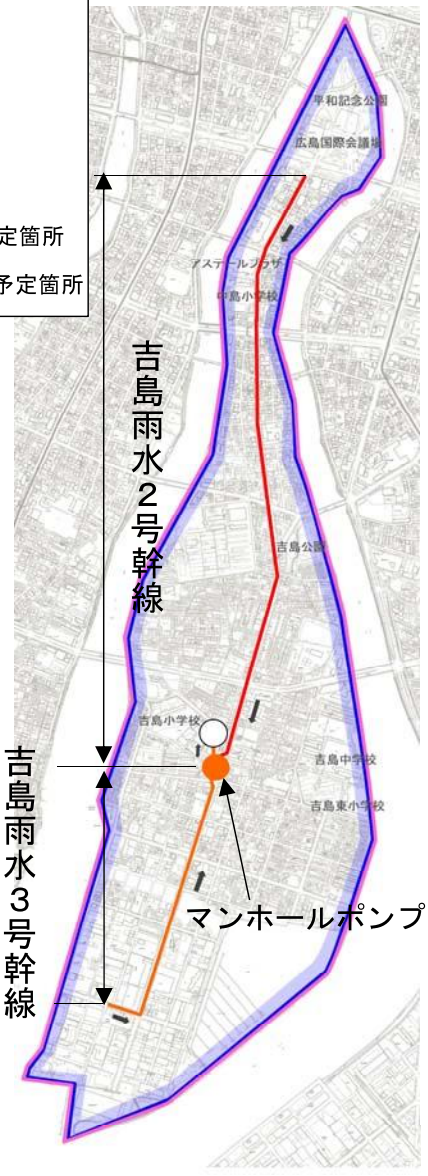 平和記念公園
広島国際会議場
定箇所
アステールプラザ
予定箇所
中島小学校
吉島雨水2号幹線
吉島公園
吉島小学校
吉島中学校
吉島東小学校
吉島雨水3号幹線
マンホールポンプ